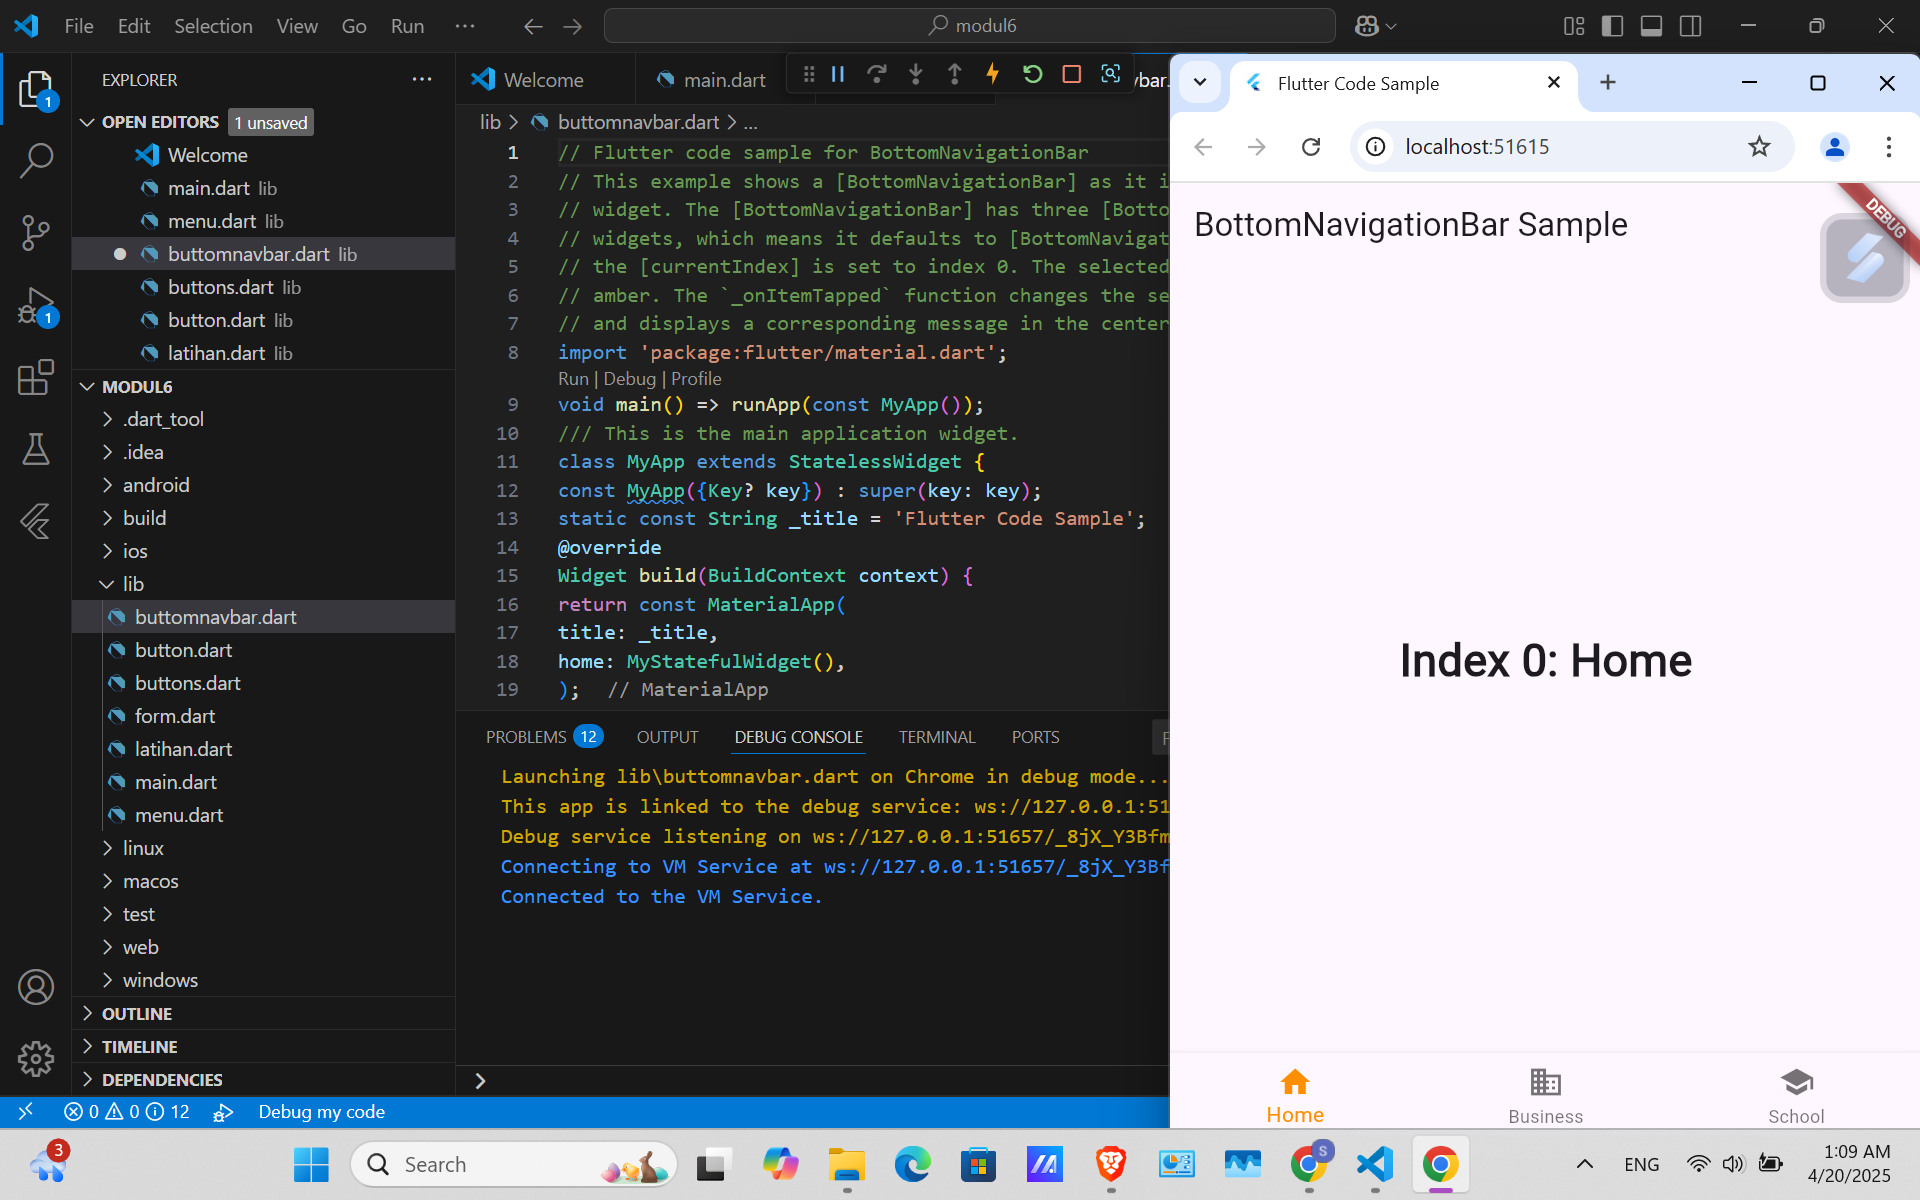 File Edit Selection View Go Run ...
modul6
EXPLORER
OPEN EDITORS 1 unsaved
Welcome
main.dart lib
menu.dart lib
buttomnavbar.dart lib
buttons.dart lib
button.dart lib
latihan.dart lib
MODUL6
.dart_tool
.idea
android
build
ios
lib
buttomnavbar.dart
button.dart
buttons.dart
form.dart
latihan.dart
main.dart
menu.dart
linux
macos
test
web
windows
OUTLINE
TIMELINE
DEPENDENCIES
1
1
Welcome main.dart
lib > buttomnavbar.dart > ...
1 // Flutter code sample for BottomNavigationBar
2 // This example shows a [BottomNavigationBar] as it i
3 // widget. The [BottomNavigationBar] has three [Botto
4 // widgets, which means it defaults to [BottomNavigat
5 // the [currentIndex] is set to index 0. The selected
6 // amber. The `_onItemTapped` function changes the se
7 // and displays a corresponding message in the center
8 import 'package:flutter/material.dart';
Run | Debug | Profile
9 void main() => runApp(const MyApp());
10 /// This is the main application widget.
11 class MyApp extends StatelessWidget {
12 const MyApp({Key? key}) : super(key: key);
13 static const String _title = 'Flutter Code Sample';
14 @override
15 Widget build(BuildContext context) {
16 return const MaterialApp(
17 title: _title,
18 home: MyStatefulWidget(),
19 ); // MaterialApp
PROBLEMS 12 OUTPUT DEBUG CONSOLE TERMINAL PORTS
Launching lib\buttomnavbar.dart on Chrome in debug mode...
This app is linked to the debug service: ws://127.0.0.1:51
Debug service listening on ws://127.0.0.1:51657/_8jX_Y3Bfm
Connecting to VM Service at ws://127.0.0.1:51657/_8jX_Y3Bf
Connected to the VM Service.
0 0 12 Debug my code
Flutter Code Sample
localhost:51615
BottomNavigationBar Sample
DEBUG
Index 0: Home
Home Business School
3
Search
S
ENG
1:09 AM
4/20/2025